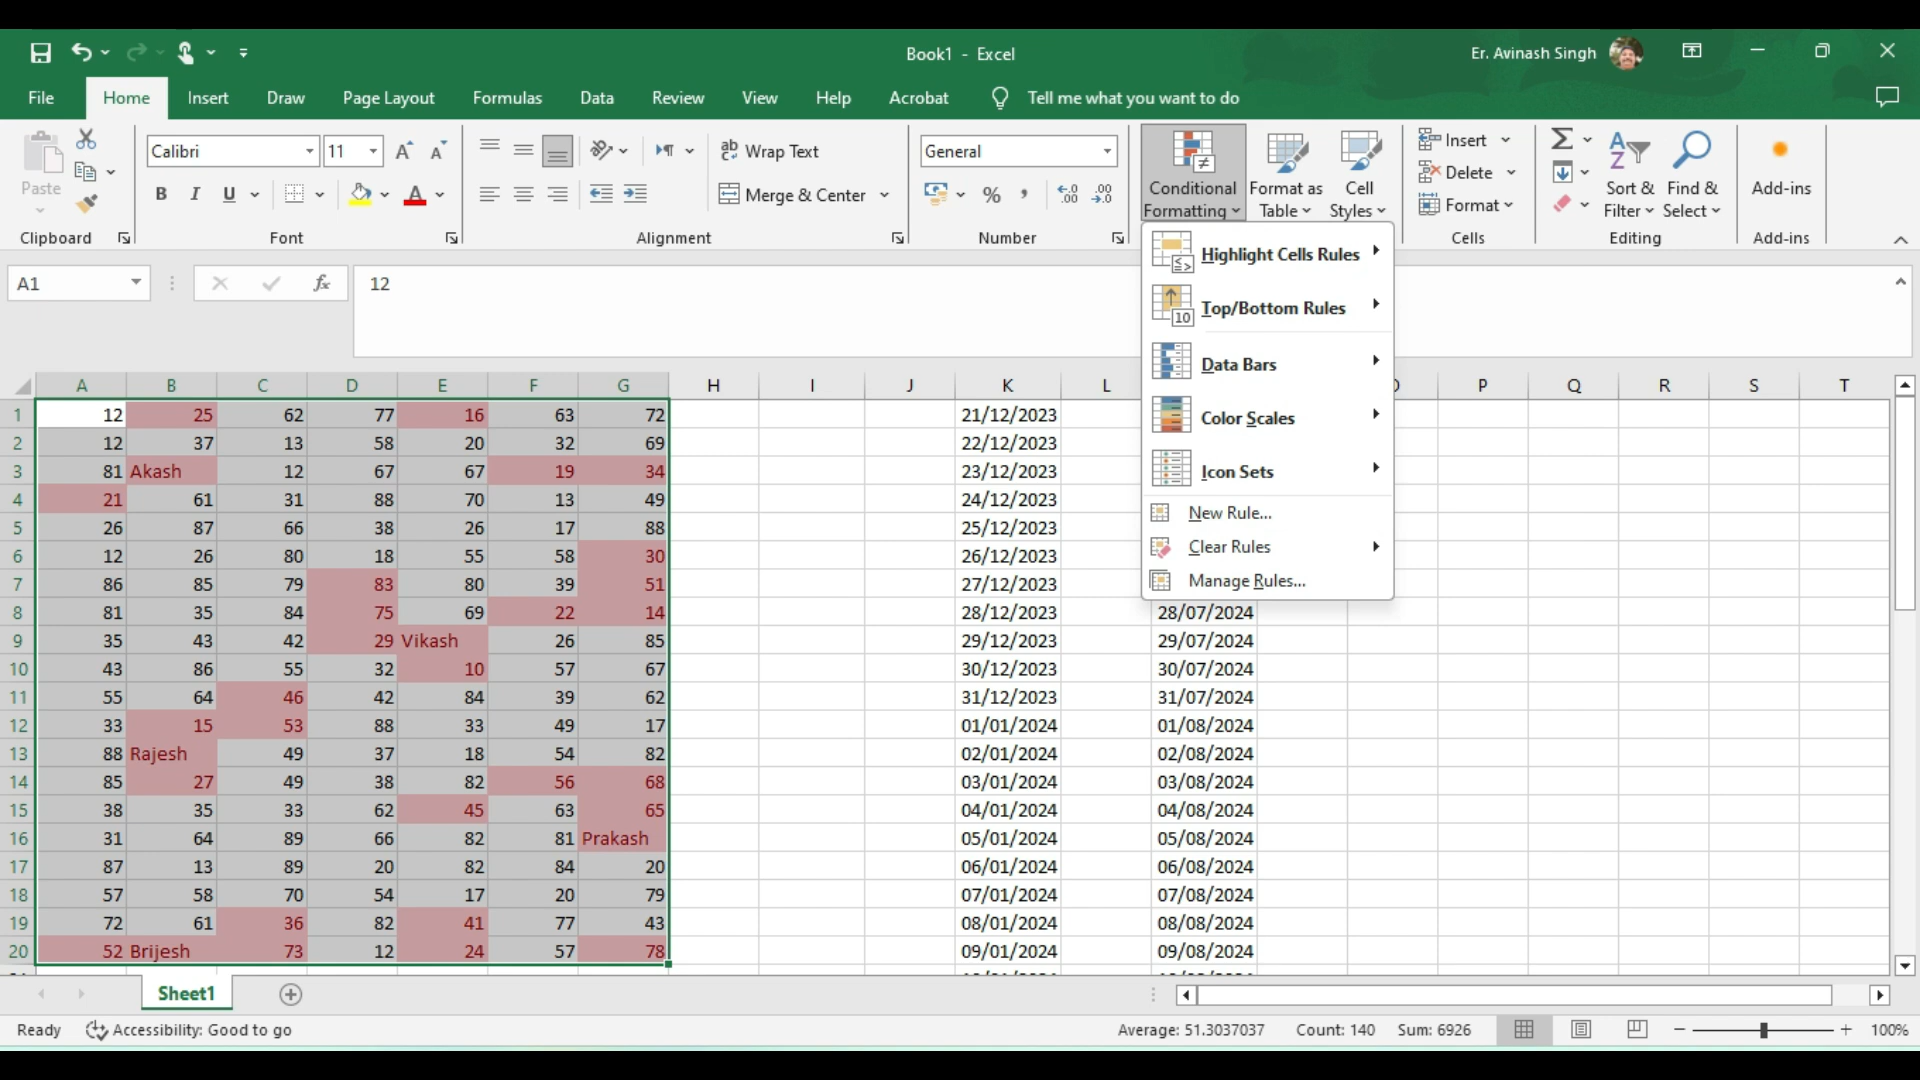 Book1 - Excel
Er. Avinash Singh
File Home Insert Draw Page Layout Formulas Data Review View Help Acrobat Tell me what you want to do
Paste
Clipboard
Calibri 11
B I U
Font
Wrap Text
Merge & Center
Alignment
General
Number
Conditional Formatting
Format as Table
Cell Styles
Insert
Delete
Format
Cells
Sort & Filter
Find & Select
Editing
Add-ins
Add-ins
A1 fx 12
Highlight Cells Rules
Top/Bottom Rules
Data Bars
Color Scales
Icon Sets
New Rule...
Clear Rules
Manage Rules...
A B C D E F G H I J K L P Q R S T
1 12 25 62 77 16 63 72 21/12/2023
2 12 37 13 58 20 32 69 22/12/2023
3 81 Akash 12 67 67 19 34 23/12/2023
4 21 61 31 88 70 13 49 24/12/2023
5 26 87 66 38 26 17 88 25/12/2023
6 12 26 80 18 55 58 30 26/12/2023
7 86 85 79 83 80 39 51 27/12/2023
8 81 35 84 75 69 22 14 28/12/2023 28/07/2024
9 35 43 42 29 Vikash 26 85 29/12/2023 29/07/2024
10 43 86 55 32 10 57 67 30/12/2023 30/07/2024
11 55 64 46 42 84 39 62 31/12/2023 31/07/2024
12 33 15 53 88 33 49 17 01/01/2024 01/08/2024
13 88 Rajesh 49 37 18 54 82 02/01/2024 02/08/2024
14 85 27 49 38 82 56 68 03/01/2024 03/08/2024
15 38 35 33 62 45 63 65 04/01/2024 04/08/2024
16 31 64 89 66 82 81 Prakash 05/01/2024 05/08/2024
17 87 13 89 20 82 84 20 06/01/2024 06/08/2024
18 57 58 70 54 17 20 79 07/01/2024 07/08/2024
19 72 61 36 82 41 77 43 08/01/2024 08/08/2024
20 52 Brijesh 73 12 24 57 78 09/01/2024 09/08/2024
Sheet1
Ready Accessibility: Good to go Average: 51.3037037 Count: 140 Sum: 6926 100%